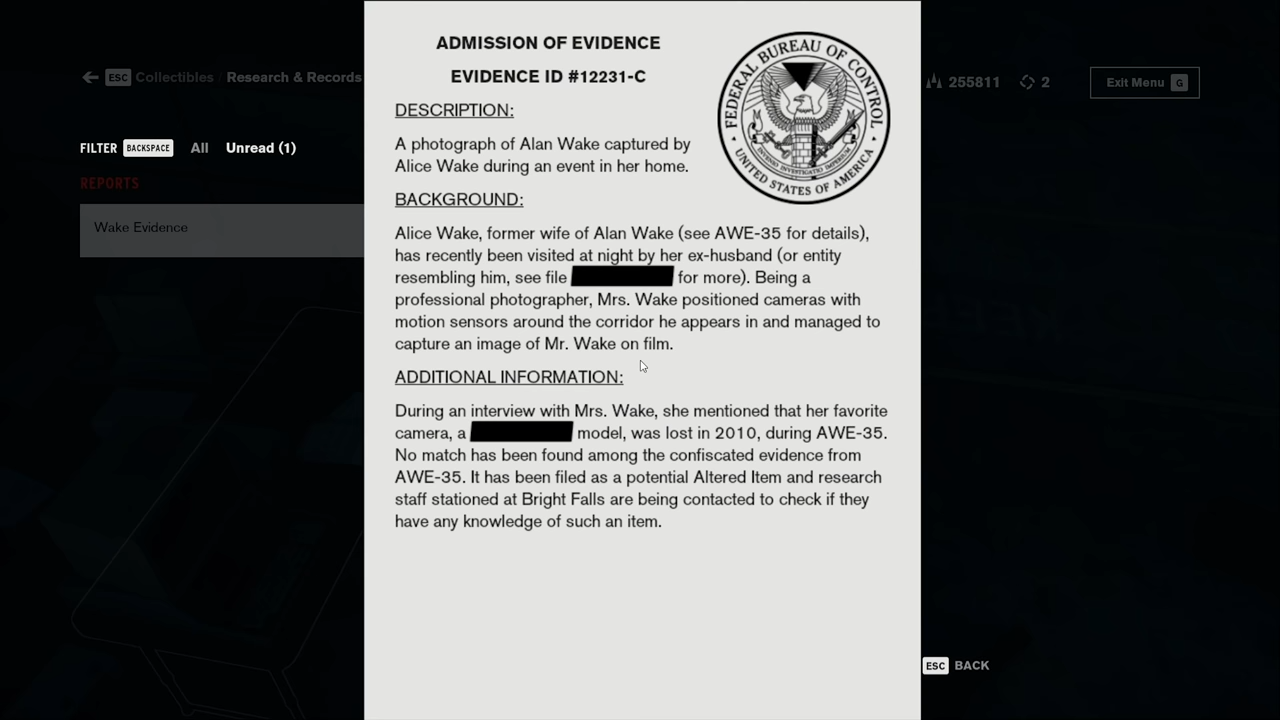 ADMISSION OF EVIDENCE
EVIDENCE ID #12231-C
FEDERAL BUREAU OF CONTROL
UNITED STATES OF AMERICA
ESC Collectibles / Research & Records
255811
2
Exit Menu G
FILTER BACKSPACE All Unread (1)
REPORTS
Wake Evidence
DESCRIPTION:
A photograph of Alan Wake captured by
Alice Wake during an event in her home.
BACKGROUND:
Alice Wake, former wife of Alan Wake (see AWE-35 for details),
has recently been visited at night by her ex-husband (or entity
resembling him, see file for more). Being a
professional photographer, Mrs. Wake positioned cameras with
motion sensors around the corridor he appears in and managed to
capture an image of Mr. Wake on film.
ADDITIONAL INFORMATION:
During an interview with Mrs. Wake, she mentioned that her favorite
camera, a model, was lost in 2010, during AWE-35.
No match has been found among the confiscated evidence from
AWE-35. It has been filed as a potential Altered Item and research
staff stationed at Bright Falls are being contacted to check if they
have any knowledge of such an item.
ESC BACK